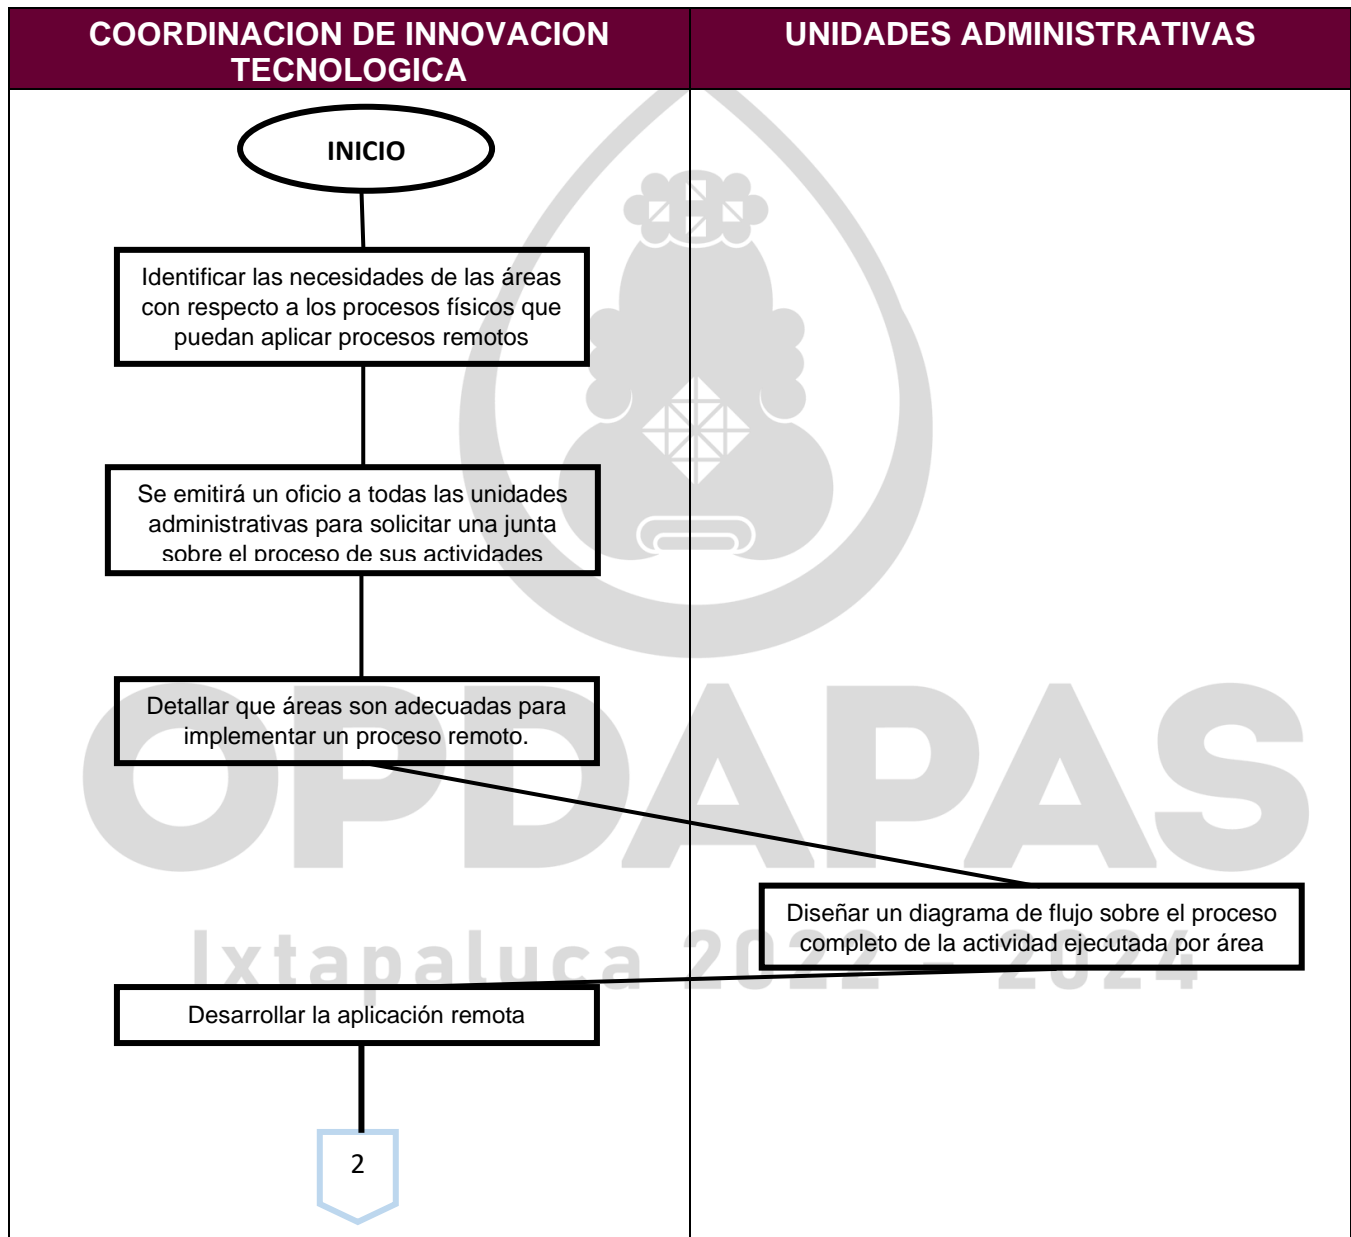 COORDINACION DE INNOVACION
TECNOLOGICA
UNIDADES ADMINISTRATIVAS
INICIO
Identificar las necesidades de las áreas
con respecto a los procesos físicos que
puedan aplicar procesos remotos
Se emitirá un oficio a todas las unidades
administrativas para solicitar una junta
sobre el proceso de sus actividades
Detallar que áreas son adecuadas para
implementar un proceso remoto.
OPDAPAS
Diseñar un diagrama de flujo sobre el proceso
completo de la actividad ejecutada por área
Ixtapaluca 2022 – 2024
Desarrollar la aplicación remota
2